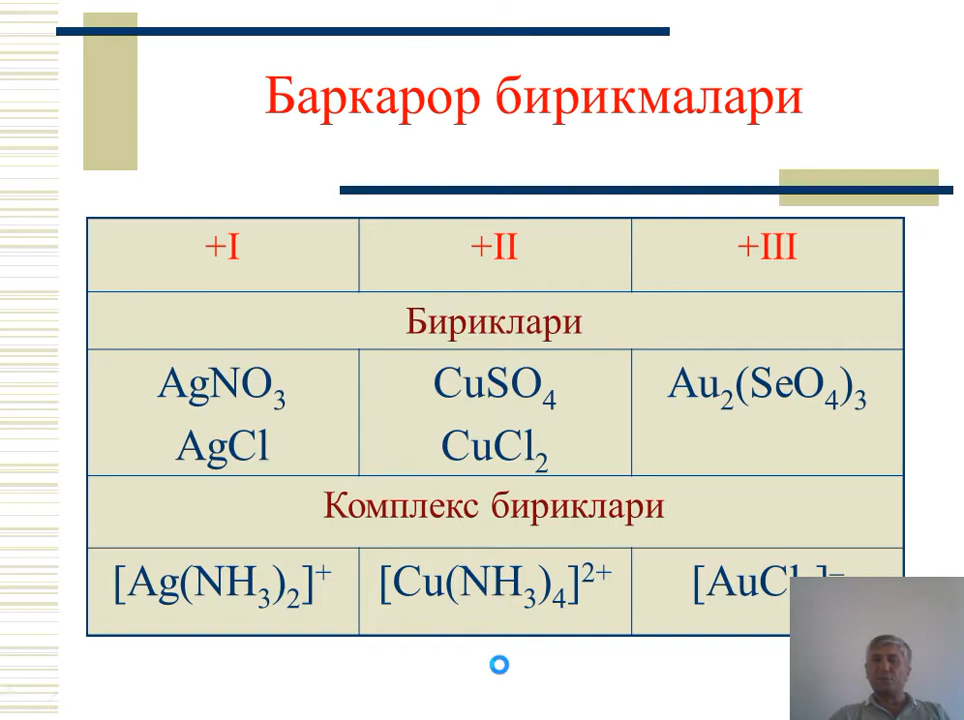 Баркарор бирикмалари
+I +II +III
Бириклари
AgNO₃ CuSO₄ Au₂(SeO₄)₃
AgCl CuCl₂
Комплекс бириклари
[Ag(NH₃)₂]⁺ [Cu(NH₃)₄]²⁺